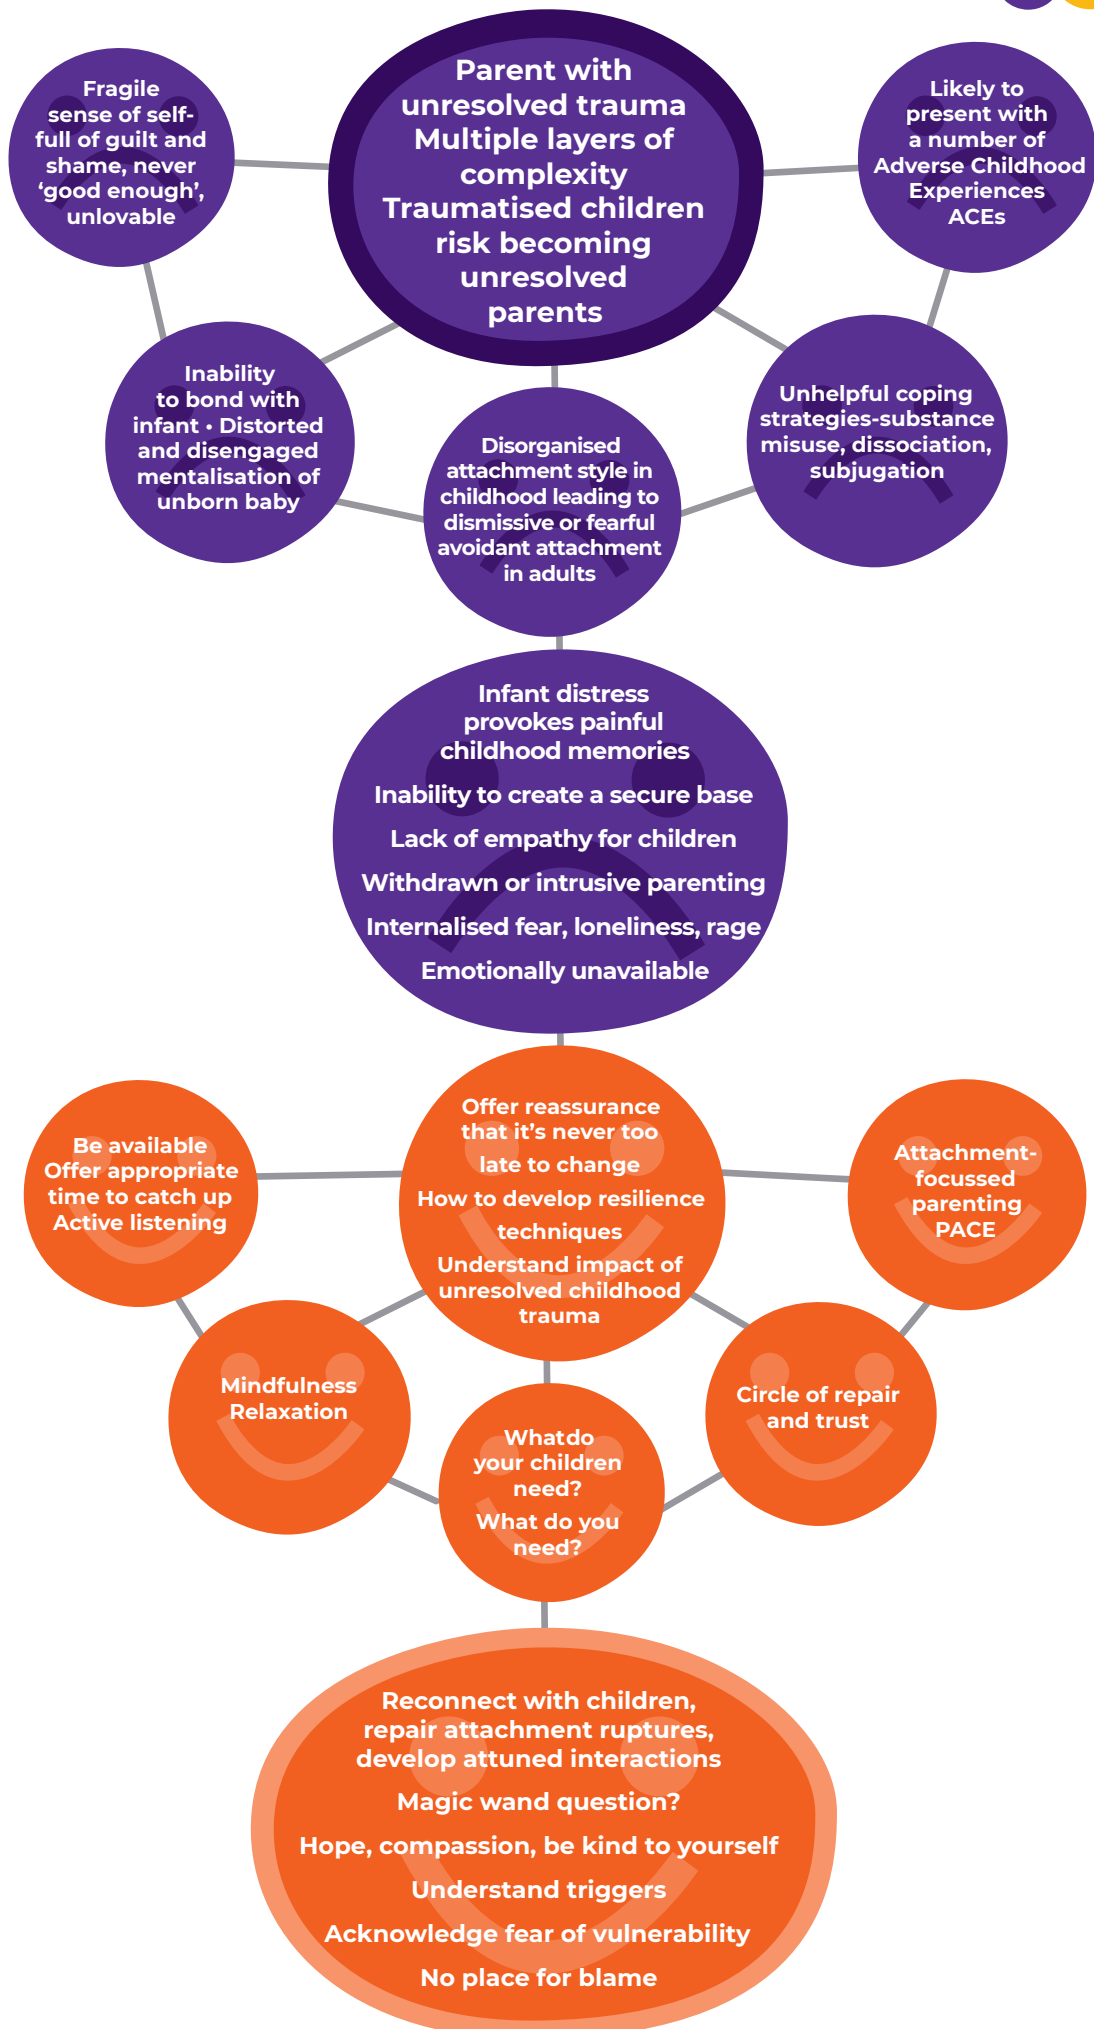 Parent with
unresolved trauma
Multiple layers of
complexity
Traumatised children
risk becoming
unresolved
parents
Fragile
sense of self-
full of guilt and
shame, never
‘good enough’,
unlovable
Likely to
present with
a number of
Adverse Childhood
Experiences
ACEs
Inability
to bond with
infant • Distorted
and disengaged
mentalisation of
unborn baby
Disorganised
attachment style in
childhood leading to
dismissive or fearful
avoidant attachment
in adults
Unhelpful coping
strategies-substance
misuse, dissociation,
subjugation
Infant distress
provokes painful
childhood memories
Inability to create a secure base
Lack of empathy for children
Withdrawn or intrusive parenting
Internalised fear, loneliness, rage
Emotionally unavailable
Offer reassurance
that it’s never too
late to change
How to develop resilience
techniques
Understand impact of
unresolved childhood
trauma
Be available
Offer appropriate
time to catch up
Active listening
Attachment-
focussed
parenting
PACE
Mindfulness
Relaxation
What do
your children
need?
What do you
need?
Circle of repair
and trust
Reconnect with children,
repair attachment ruptures,
develop attuned interactions
Magic wand question?
Hope, compassion, be kind to yourself
Understand triggers
Acknowledge fear of vulnerability
No place for blame